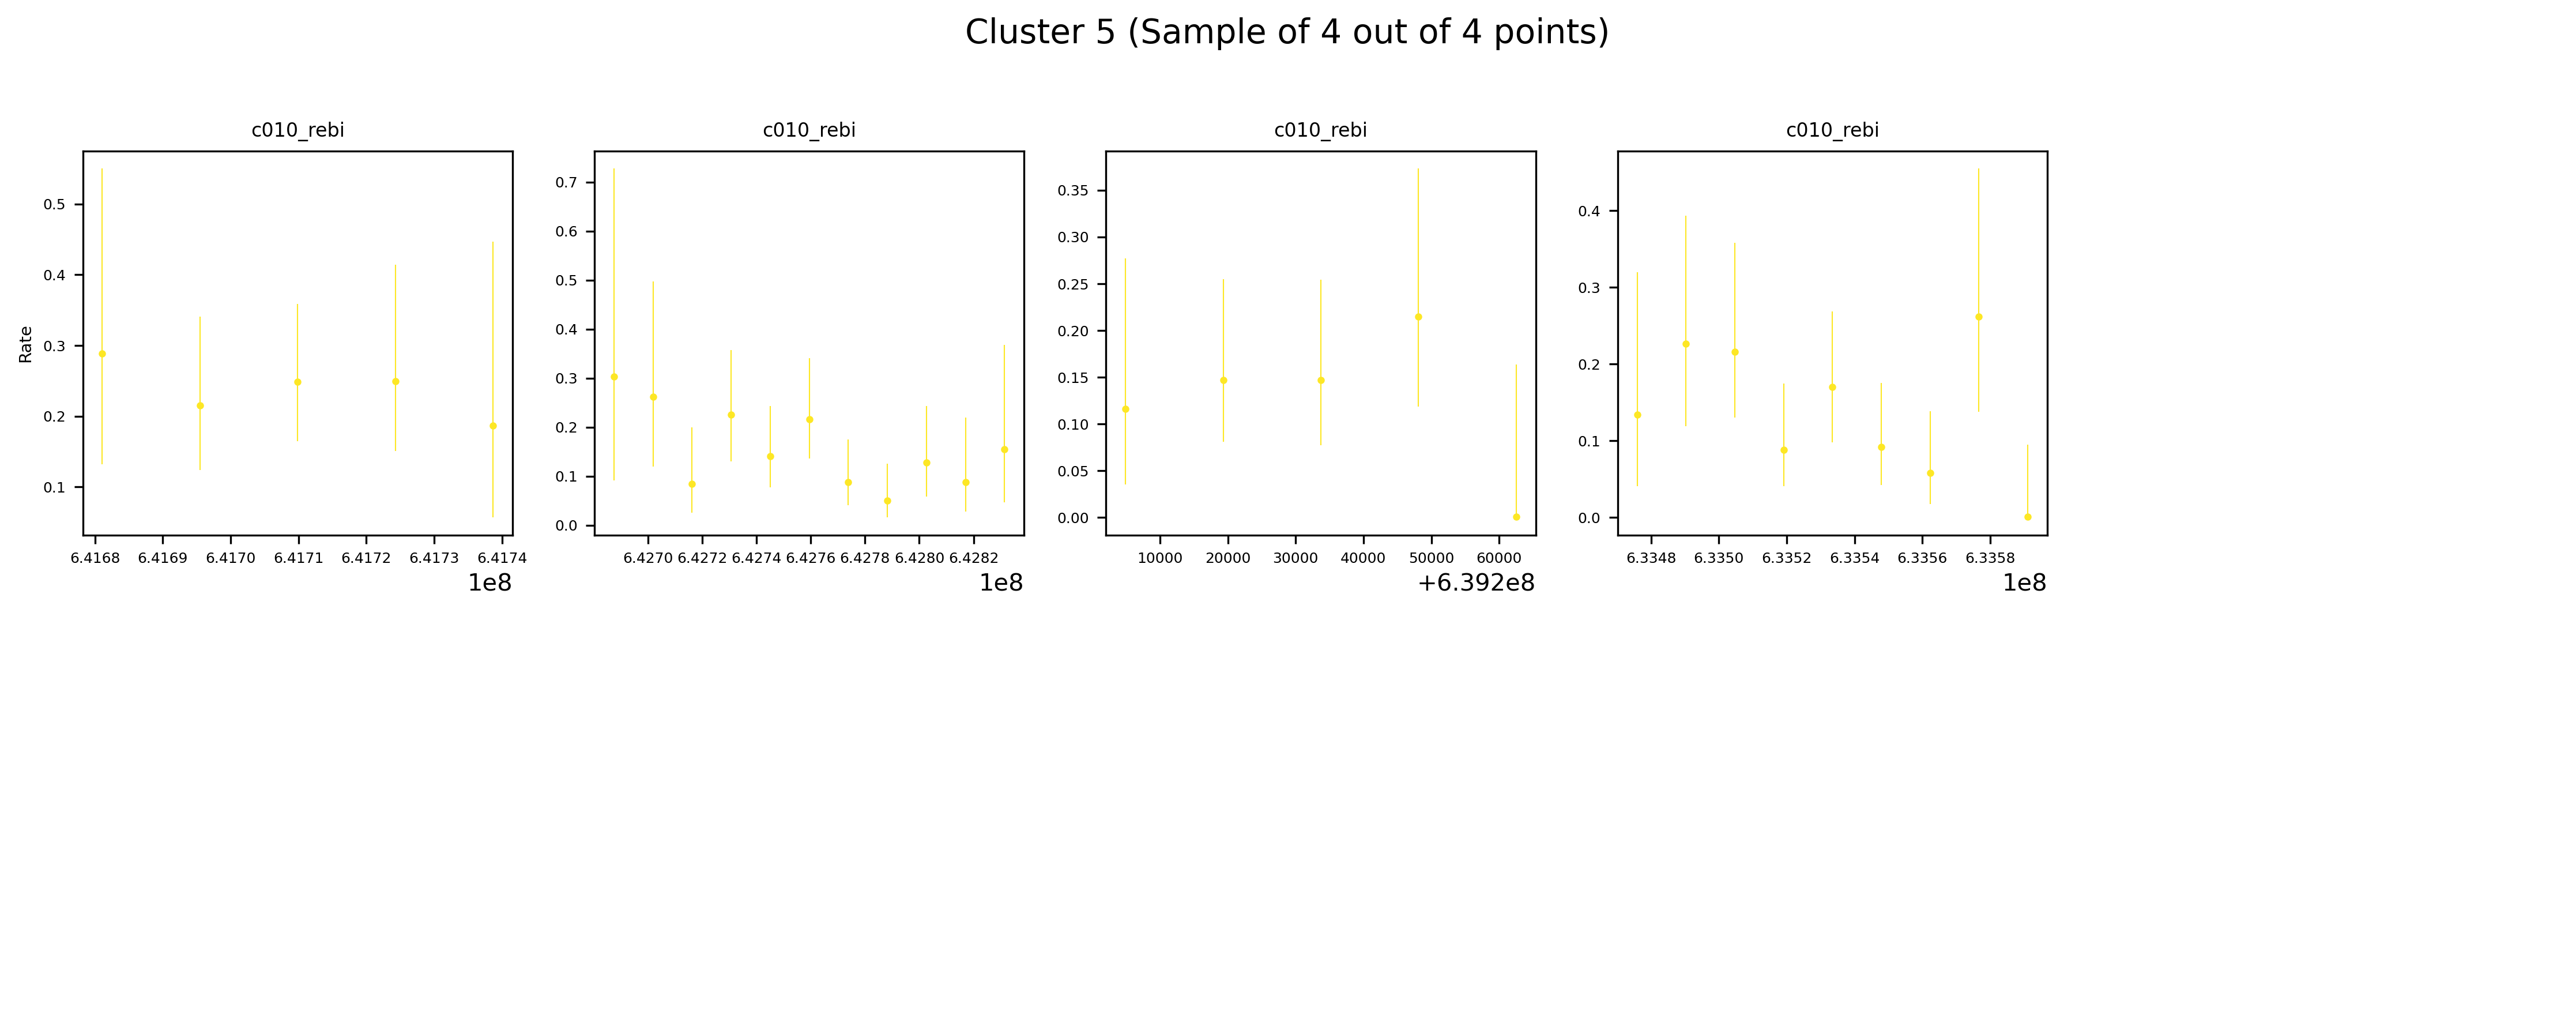 Cluster 5 (Sample of 4 out of 4 points)
c010_rebi
Rate
0.5
0.4
0.3
0.2
0.1
6.4168 6.4169 6.4170 6.4171 6.4172 6.4173 6.4174
1e8
c010_rebi
0.7
0.6
0.5
0.4
0.3
0.2
0.1
0.0
6.4270 6.4272 6.4274 6.4276 6.4278 6.4280 6.4282
1e8
c010_rebi
0.35
0.30
0.25
0.20
0.15
0.10
0.05
0.00
10000 20000 30000 40000 50000 60000
+6.392e8
c010_rebi
0.4
0.3
0.2
0.1
0.0
6.3348 6.3350 6.3352 6.3354 6.3356 6.3358
1e8